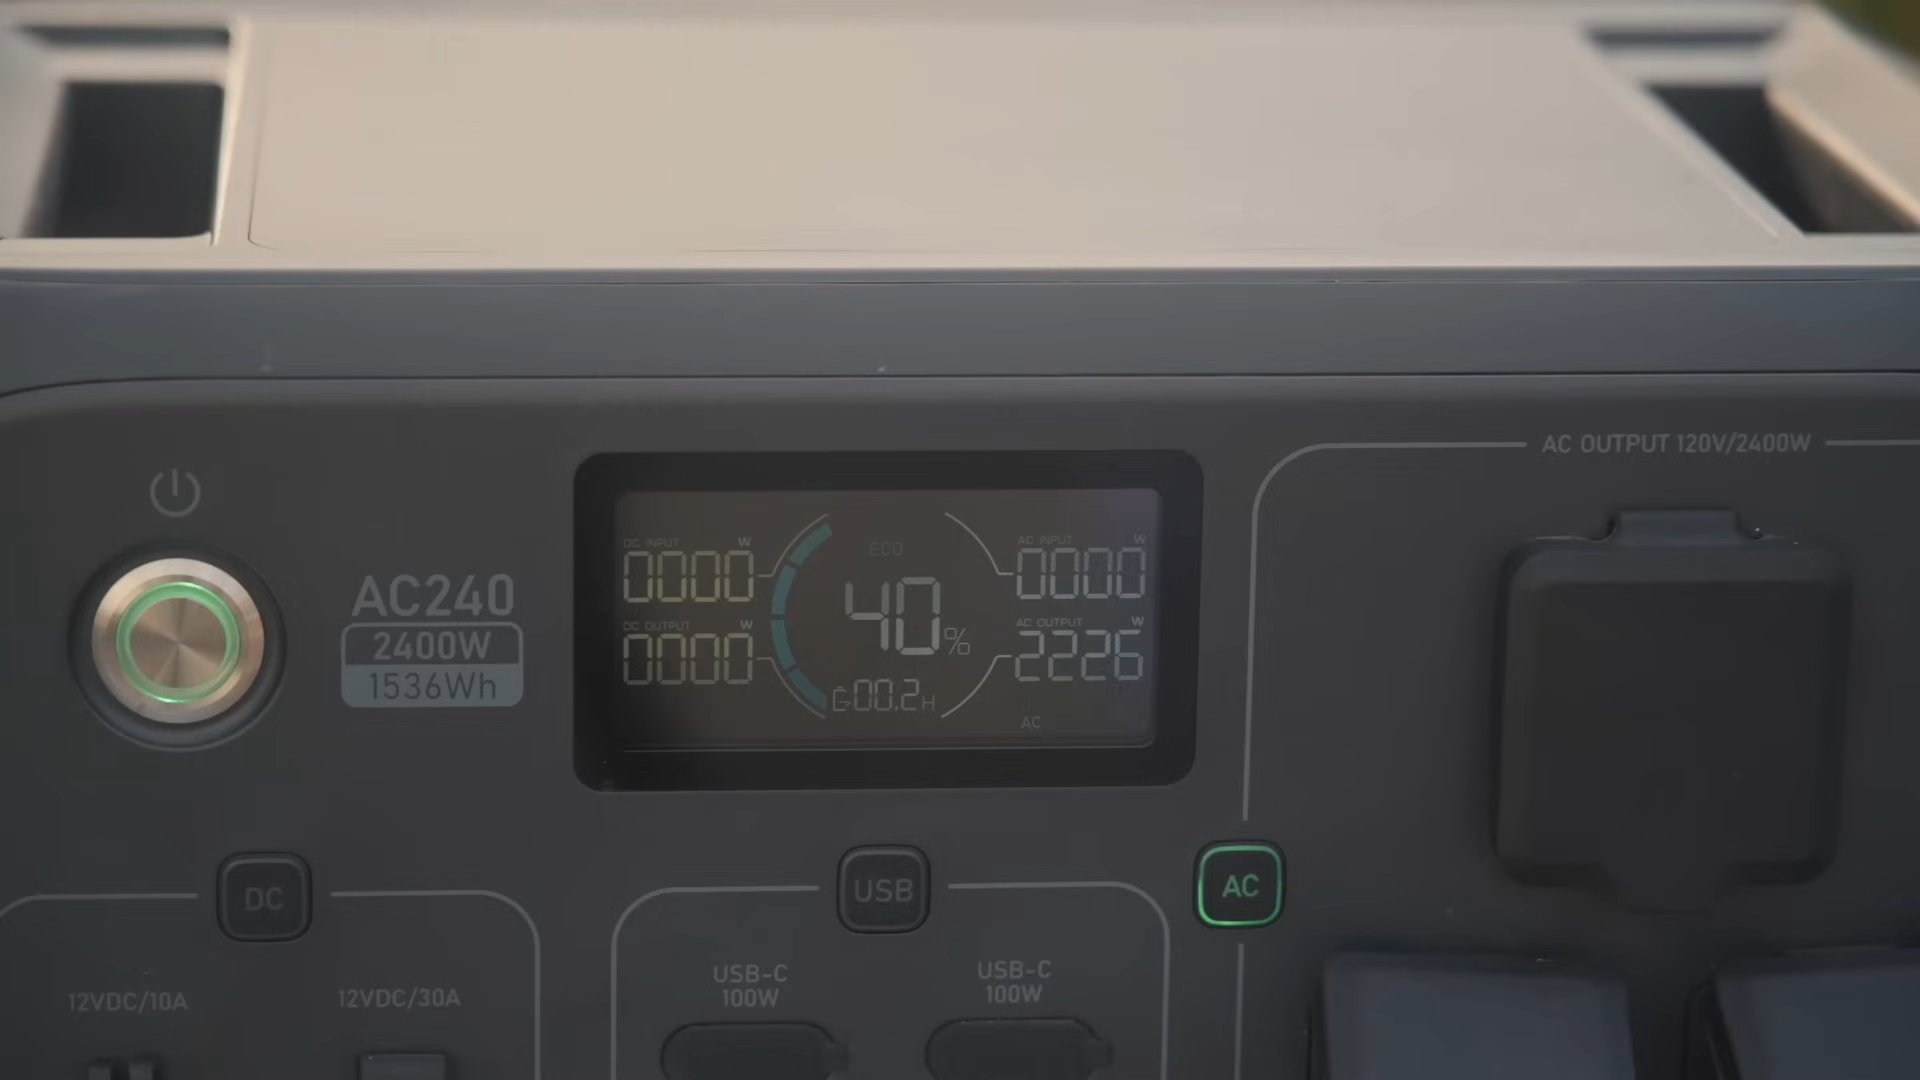 AC OUTPUT 120V/2400W
AC240
2400W
1536Wh
DC INPUT W
0000
DC OUTPUT W
0000
ECO
40%
00.2H
AC INPUT W
0000
AC OUTPUT W
2226
AC
DC
USB
AC
12VDC/10A
12VDC/30A
USB-C
100W
USB-C
100W